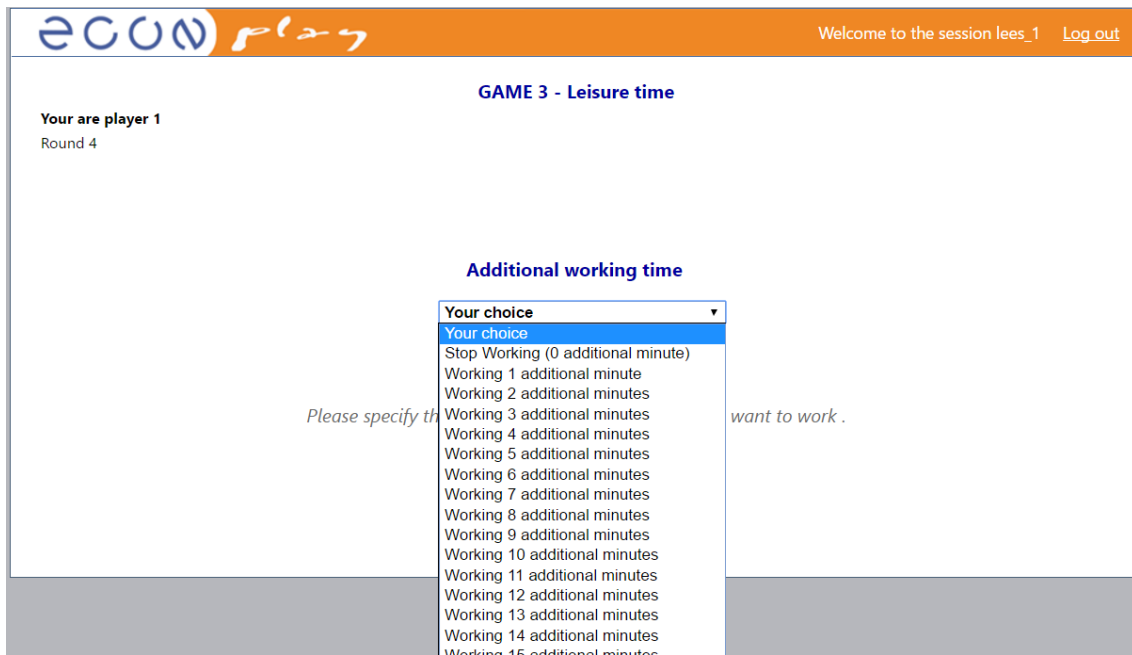 econ play
Welcome to the session lees_1 Log out
GAME 3 - Leisure time
Your are player 1
Round 4
Additional working time
Your choice
Your choice
Stop Working (0 additional minute)
Working 1 additional minute
Working 2 additional minutes
Please specify th want to work .
Working 3 additional minutes
Working 4 additional minutes
Working 5 additional minutes
Working 6 additional minutes
Working 7 additional minutes
Working 8 additional minutes
Working 9 additional minutes
Working 10 additional minutes
Working 11 additional minutes
Working 12 additional minutes
Working 13 additional minutes
Working 14 additional minutes
Working 15 additional minutes